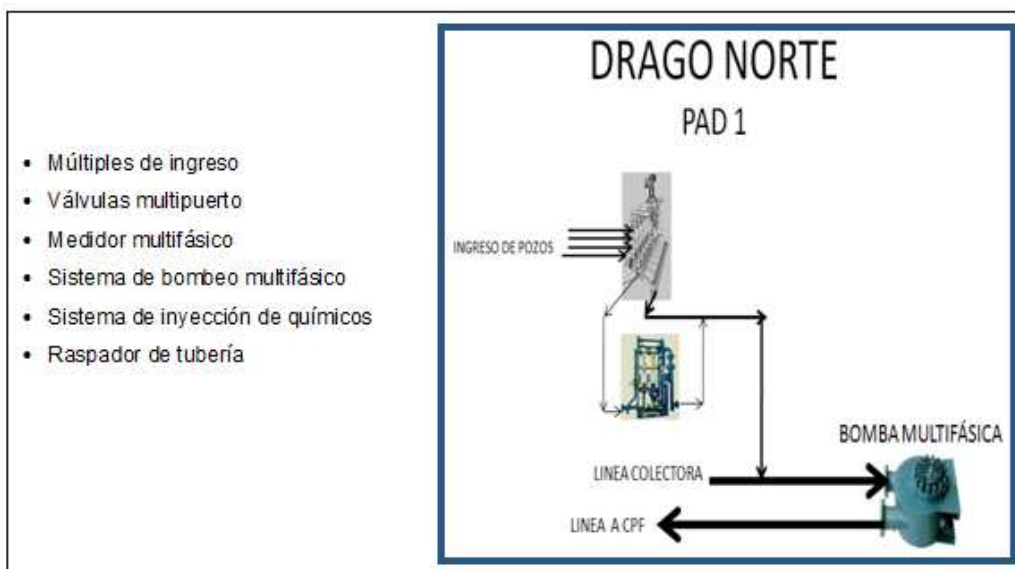 • Múltiples de ingreso
• Válvulas multipuerto
• Medidor multifásico
• Sistema de bombeo multifásico
• Sistema de inyección de químicos
• Raspador de tubería
DRAGO NORTE
PAD 1
INGRESO DE POZOS
BOMBA MULTIFÁSICA
LINEA COLECTORA
LINEA A CPF